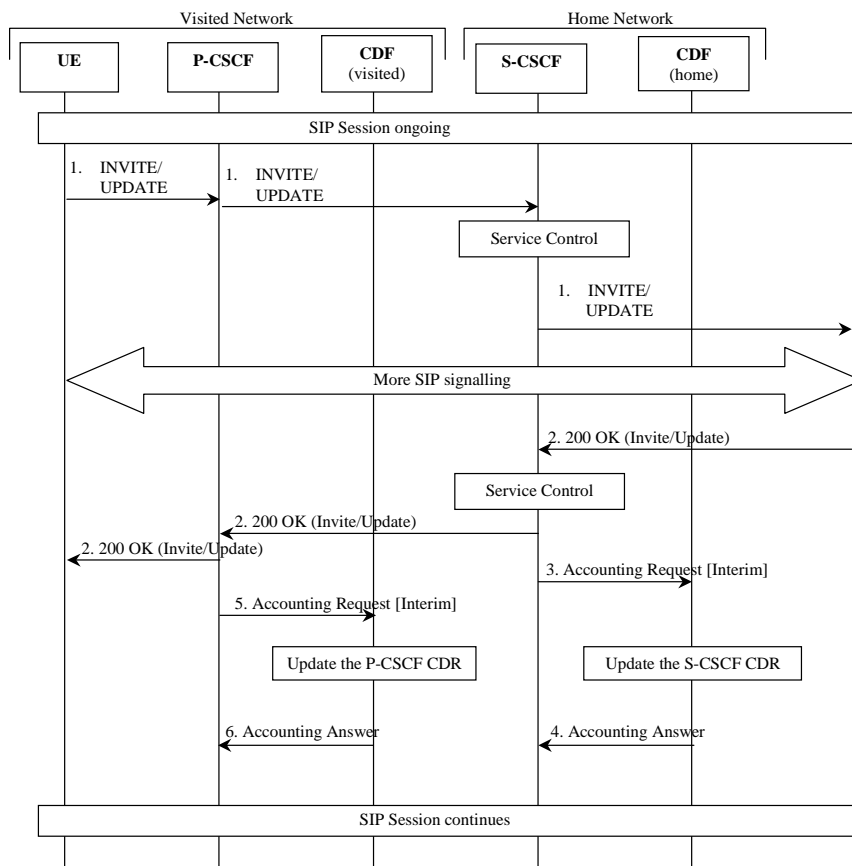 Visited Network
Home Network
UE
P-CSCF
CDF
(visited)
S-CSCF
CDF
(home)
SIP Session ongoing
1. INVITE/
UPDATE
1. INVITE/
UPDATE
Service Control
1. INVITE/
UPDATE
More SIP signalling
2. 200 OK (Invite/Update)
Service Control
2. 200 OK (Invite/Update)
2. 200 OK (Invite/Update)
3. Accounting Request [Interim]
5. Accounting Request [Interim]
Update the P-CSCF CDR
Update the S-CSCF CDR
6. Accounting Answer
4. Accounting Answer
SIP Session continues